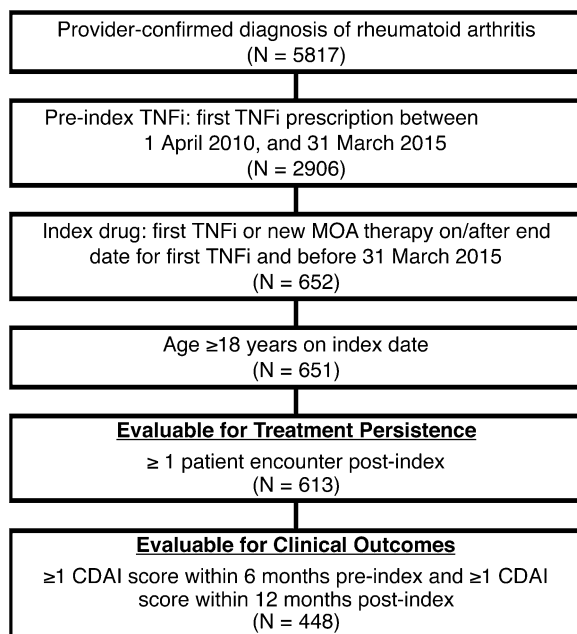 Provider-confirmed diagnosis of rheumatoid arthritis
(N = 5817)
Pre-index TNFi: first TNFi prescription between
1 April 2010, and 31 March 2015
(N = 2906)
Index drug: first TNFi or new MOA therapy on/after end
date for first TNFi and before 31 March 2015
(N = 652)
Age ≥18 years on index date
(N = 651)
Evaluable for Treatment Persistence
≥ 1 patient encounter post-index
(N = 613)
Evaluable for Clinical Outcomes
≥1 CDAI score within 6 months pre-index and ≥1 CDAI
score within 12 months post-index
(N = 448)